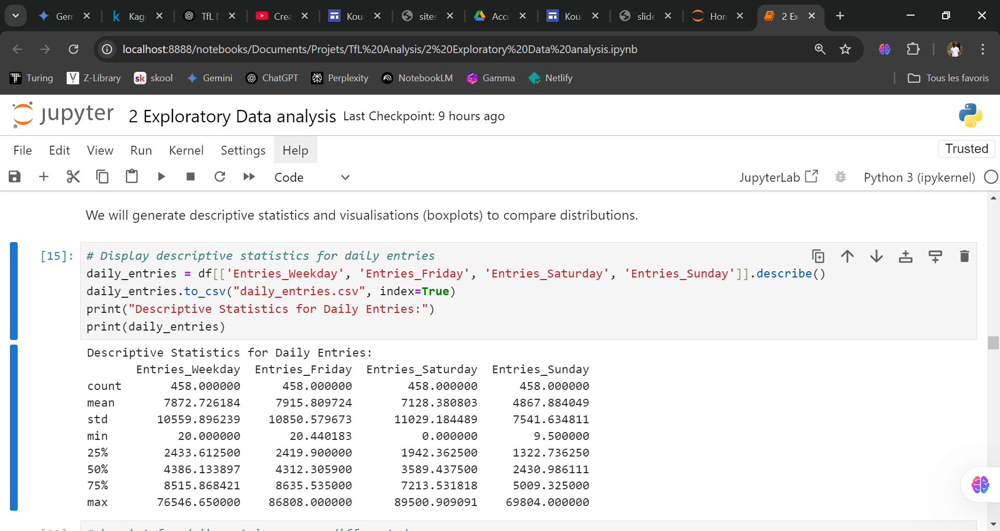 Gem
Kag
TfL D
Crea
Kou
sites
Accu
Kou
slide
Hom
2 Ex
localhost:8888/notebooks/Documents/Projets/TfL%20Analysis/2%20Exploratory%20Data%20analysis.ipynb
Turing
Z-Library
sk skool
Gemini
ChatGPT
Perplexity
NotebookLM
Gamma
Netlify
Tous les favoris
jupyter 2 Exploratory Data analysis Last Checkpoint: 9 hours ago
File Edit View Run Kernel Settings Help
Trusted
Code
JupyterLab
Python 3 (ipykernel)
We will generate descriptive statistics and visualisations (boxplots) to compare distributions.
[15]:
# Display descriptive statistics for daily entries
daily_entries = df[['Entries_Weekday', 'Entries_Friday', 'Entries_Saturday', 'Entries_Sunday']].describe()
daily_entries.to_csv("daily_entries.csv", index=True)
print("Descriptive Statistics for Daily Entries:")
print(daily_entries)
Descriptive Statistics for Daily Entries:
Entries_Weekday Entries_Friday Entries_Saturday Entries_Sunday
count 458.000000 458.000000 458.000000 458.000000
mean 7872.726184 7915.809724 7128.380803 4867.884049
std 10559.896239 10850.579673 11029.184489 7541.634811
min 20.000000 20.440183 0.000000 9.500000
25% 2433.612500 2419.900000 1942.362500 1322.736250
50% 4386.133897 4312.305900 3589.437500 2430.986111
75% 8515.868421 8635.535000 7213.531818 5009.325000
max 76546.650000 86808.000000 89500.909091 69804.000000